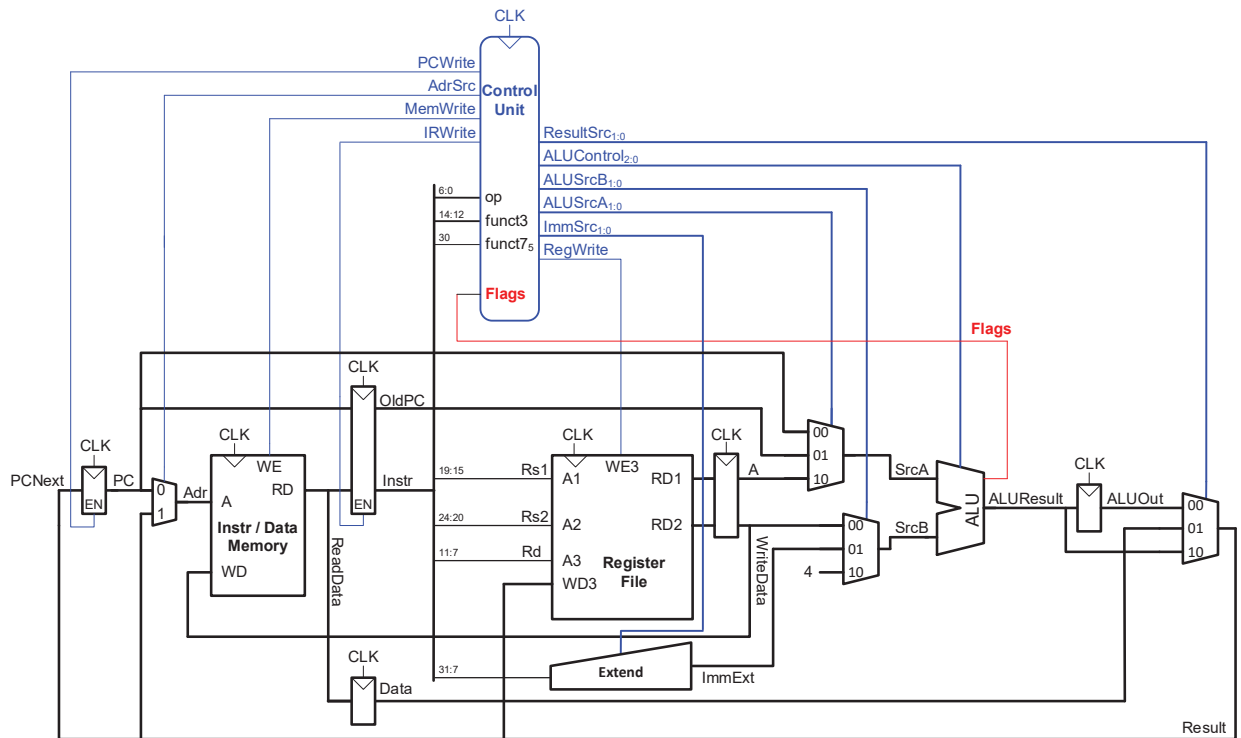 CLK
PCWrite
AdrSrc
MemWrite
IRWrite
Control
Unit
ResultSrc1:0
ALUControl2:0
ALUSrcB1:0
ALUSrcA1:0
ImmSrc1:0
RegWrite
6:0
op
14:12
funct3
30
funct75
Flags
Flags
CLK
OldPC
CLK
CLK
CLK
CLK
PCNext
EN
PC
0
1
Adr
WE
A
RD
Instr / Data
Memory
WD
ReadData
EN
Instr
19:15
Rs1
24:20
Rs2
11:7
Rd
A1
A2
A3
WD3
WE3
RD1
RD2
Register
File
A
WriteData
00
01
10
SrcA
00
01
10
4
SrcB
ALU
ALUResult
CLK
ALUOut
00
01
10
31:7
Extend
ImmExt
CLK
Data
Result